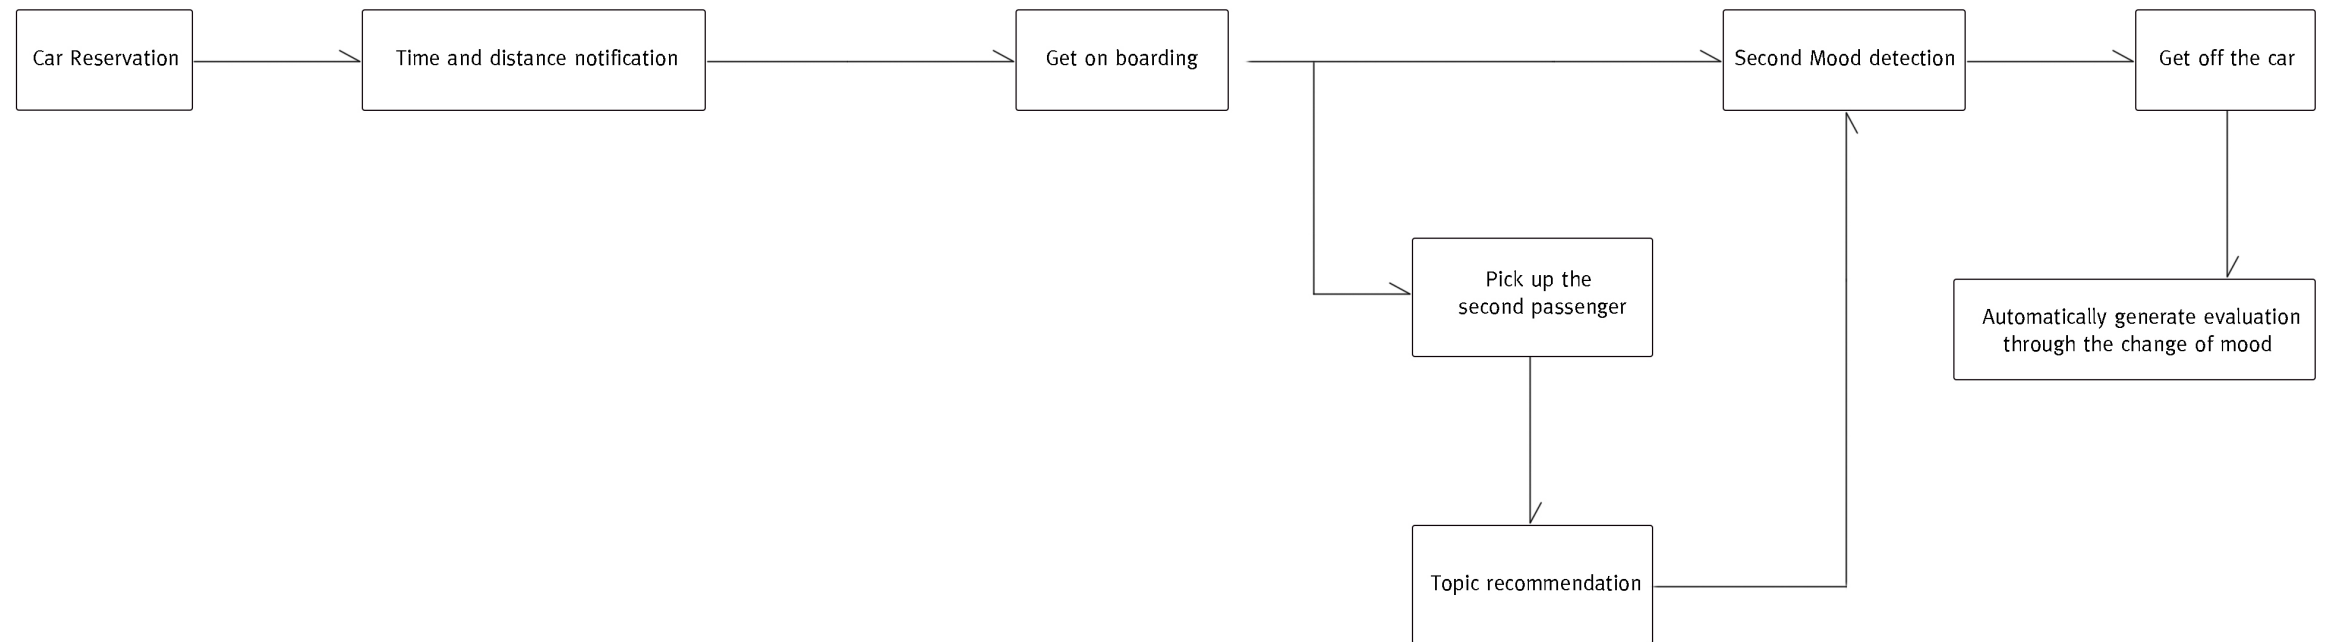 Car Reservation
Time and distance notification
Get on boarding
Second Mood detection
Get off the car
Pick up the
second passenger
Automatically generate evaluation
through the change of mood
Topic recommendation